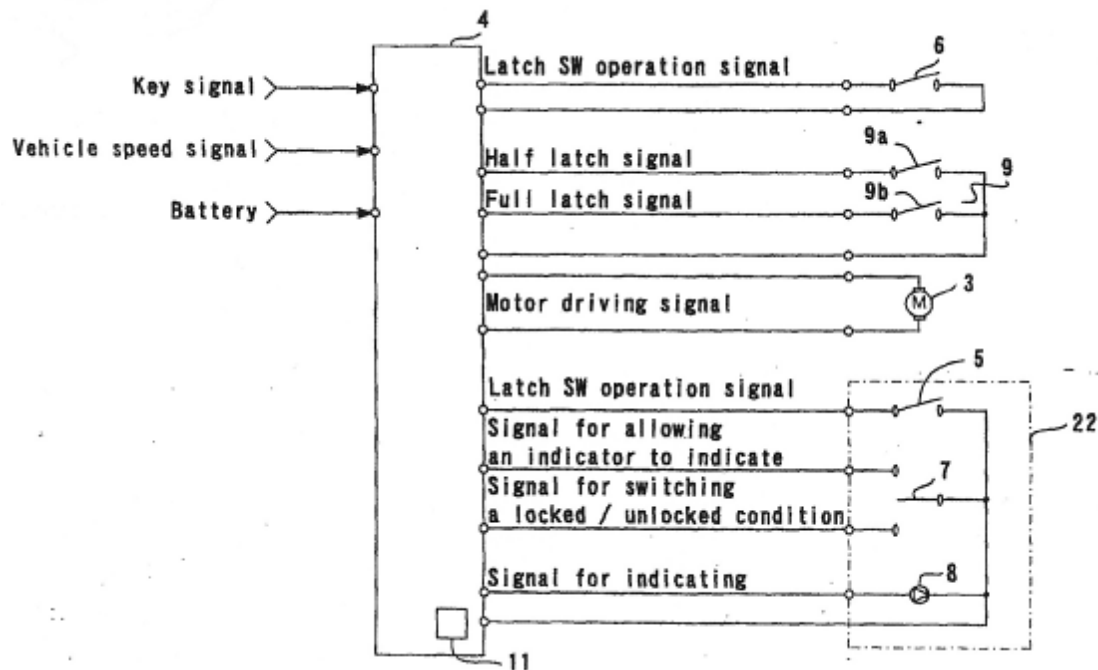 4
6
Latch SW operation signal
Key signal
9a
Vehicle speed signal
Half latch signal
9
9b
Battery
Full latch signal
3
Motor driving signal
M
5
Latch SW operation signal
22
Signal for allowing
an indicator to indicate
7
Signal for switching
a locked / unlocked condition
8
Signal for indicating
11